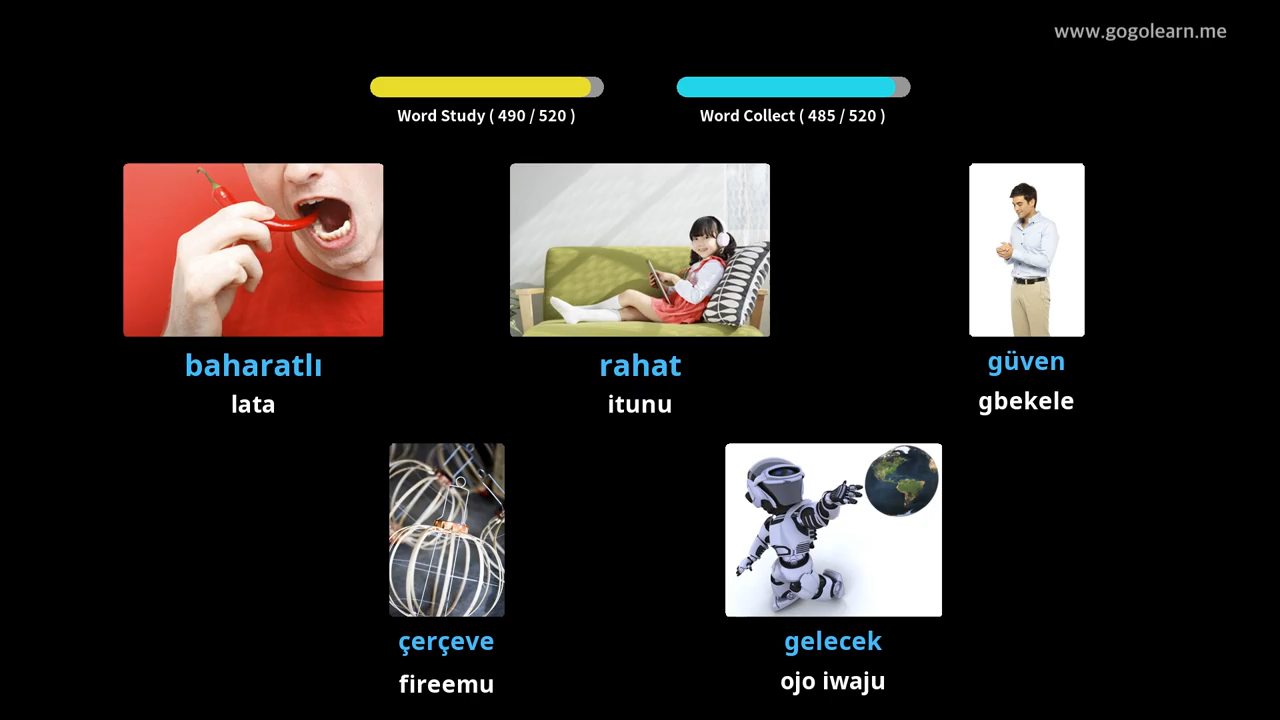 www.gogolearn.me
Word Study ( 490 / 520 )
Word Collect ( 485 / 520 )
baharatlı
lata
rahat
itunu
güven
gbekele
çerçeve
fireemu
gelecek
ojo iwaju